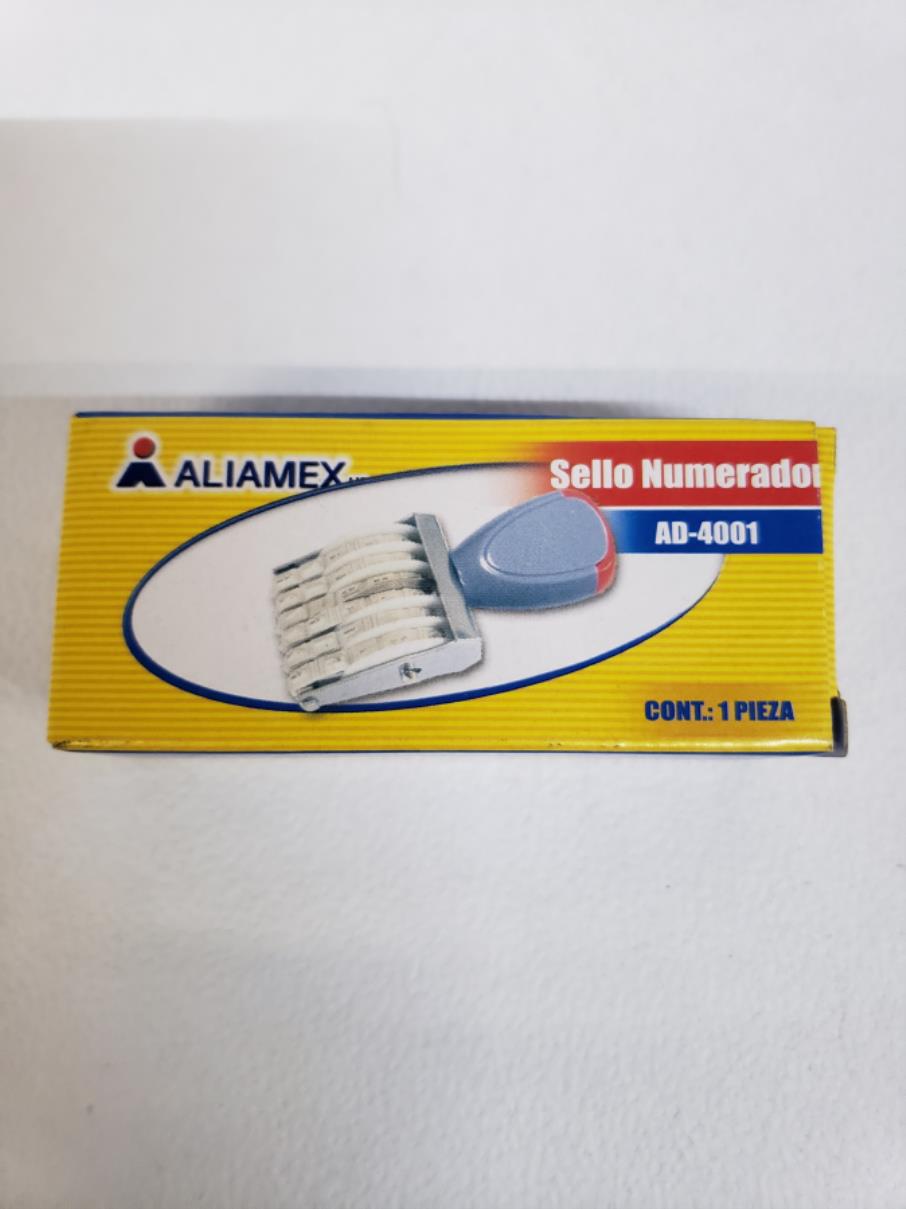 ALIAMEX
Sello Numerador
AD-4001
CONT.: 1 PIEZA